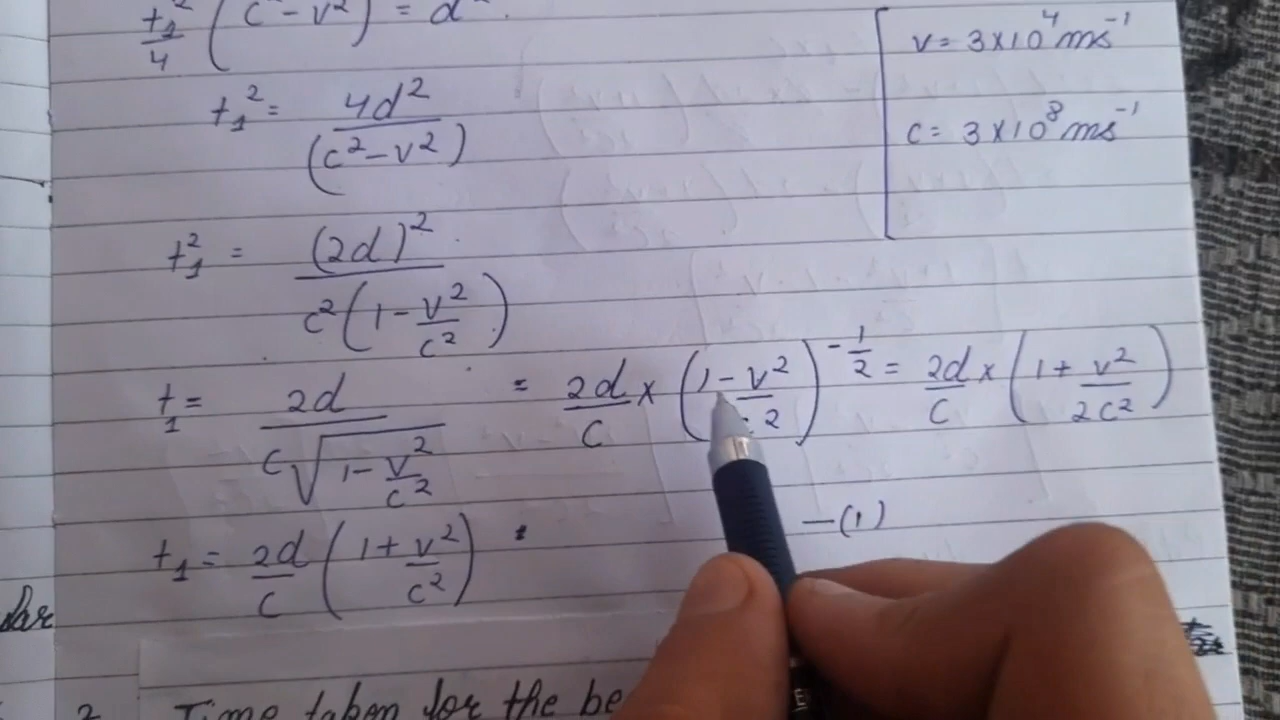 t₁²/4 (c² - v²) = d².
v = 3×10⁴ ms⁻¹
t₁² = 4d²/(c² - v²)
c = 3×10⁸ ms⁻¹
t₁² = (2d)²/c²(1 - v²/c²)
t₁ = 2d/c√(1 - v²/c²) = 2d/c × (1 - v²/c²)^(-1/2) = 2d/c × (1 + v²/2c²)
—(1)
t₁ = 2d/c (1 + v²/c²)
2 Time taken for the be